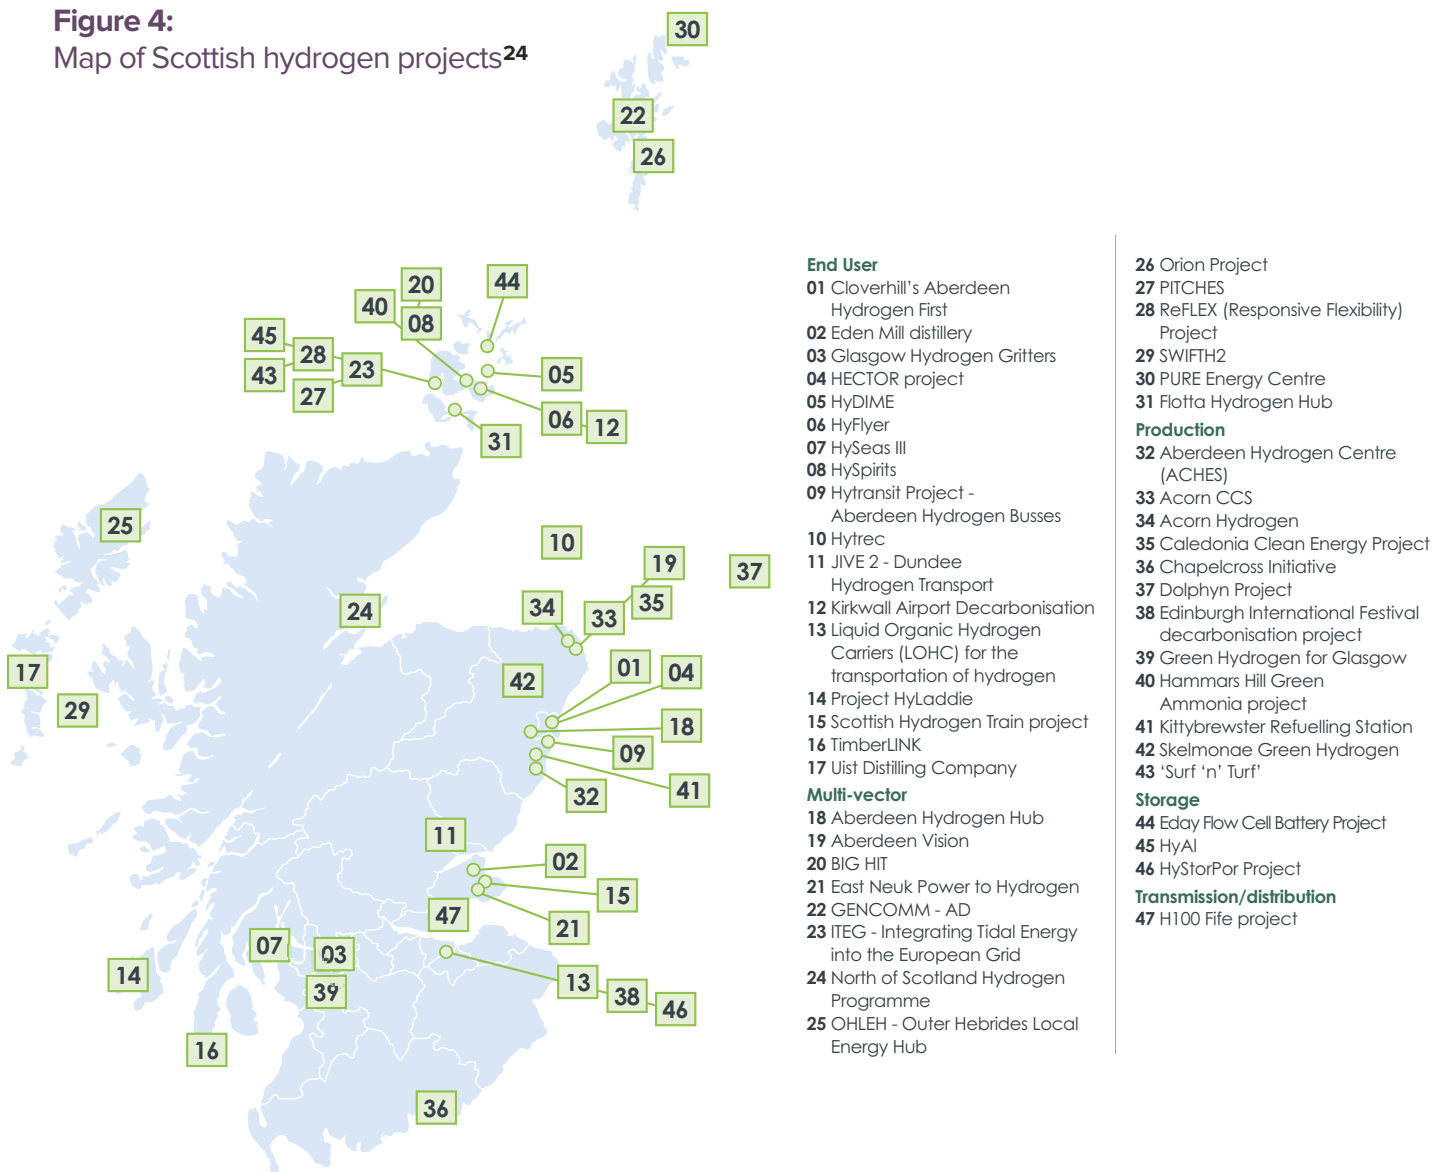 Figure 4:
Map of Scottish hydrogen projects24
30
22
26
20
44
40
08
45
28
23
43
27
05
06
12
31
25
10
19
37
24
34
33
35
17
42
01
04
29
18
09
32
41
11
02
15
47
21
07
03
14
39
13
38
46
16
36
End User
01 Cloverhill's Aberdeen
Hydrogen First
02 Eden Mill distillery
03 Glasgow Hydrogen Gritters
04 HECTOR project
05 HyDIME
06 HyFlyer
07 HySeas III
08 HySpirits
09 Hytransit Project -
Aberdeen Hydrogen Busses
10 Hytrec
11 JIVE 2 - Dundee
Hydrogen Transport
12 Kirkwall Airport Decarbonisation
13 Liquid Organic Hydrogen
Carriers (LOHC) for the
transportation of hydrogen
14 Project HyLaddie
15 Scottish Hydrogen Train project
16 TimberLINK
17 Uist Distilling Company
Multi-vector
18 Aberdeen Hydrogen Hub
19 Aberdeen Vision
20 BIG HIT
21 East Neuk Power to Hydrogen
22 GENCOMM - AD
23 ITEG - Integrating Tidal Energy
into the European Grid
24 North of Scotland Hydrogen
Programme
25 OHLEH - Outer Hebrides Local
Energy Hub
26 Orion Project
27 PITCHES
28 ReFLEX (Responsive Flexibility)
Project
29 SWIFTH2
30 PURE Energy Centre
31 Flotta Hydrogen Hub
Production
32 Aberdeen Hydrogen Centre
(ACHES)
33 Acorn CCS
34 Acorn Hydrogen
35 Caledonia Clean Energy Project
36 Chapelcross Initiative
37 Dolphyn Project
38 Edinburgh International Festival
decarbonisation project
39 Green Hydrogen for Glasgow
40 Hammars Hill Green
Ammonia project
41 Kittybrewster Refuelling Station
42 Skelmonae Green Hydrogen
43 'Surf 'n' Turf'
Storage
44 Eday Flow Cell Battery Project
45 HyAI
46 HyStorPor Project
Transmission/distribution
47 H100 Fife project